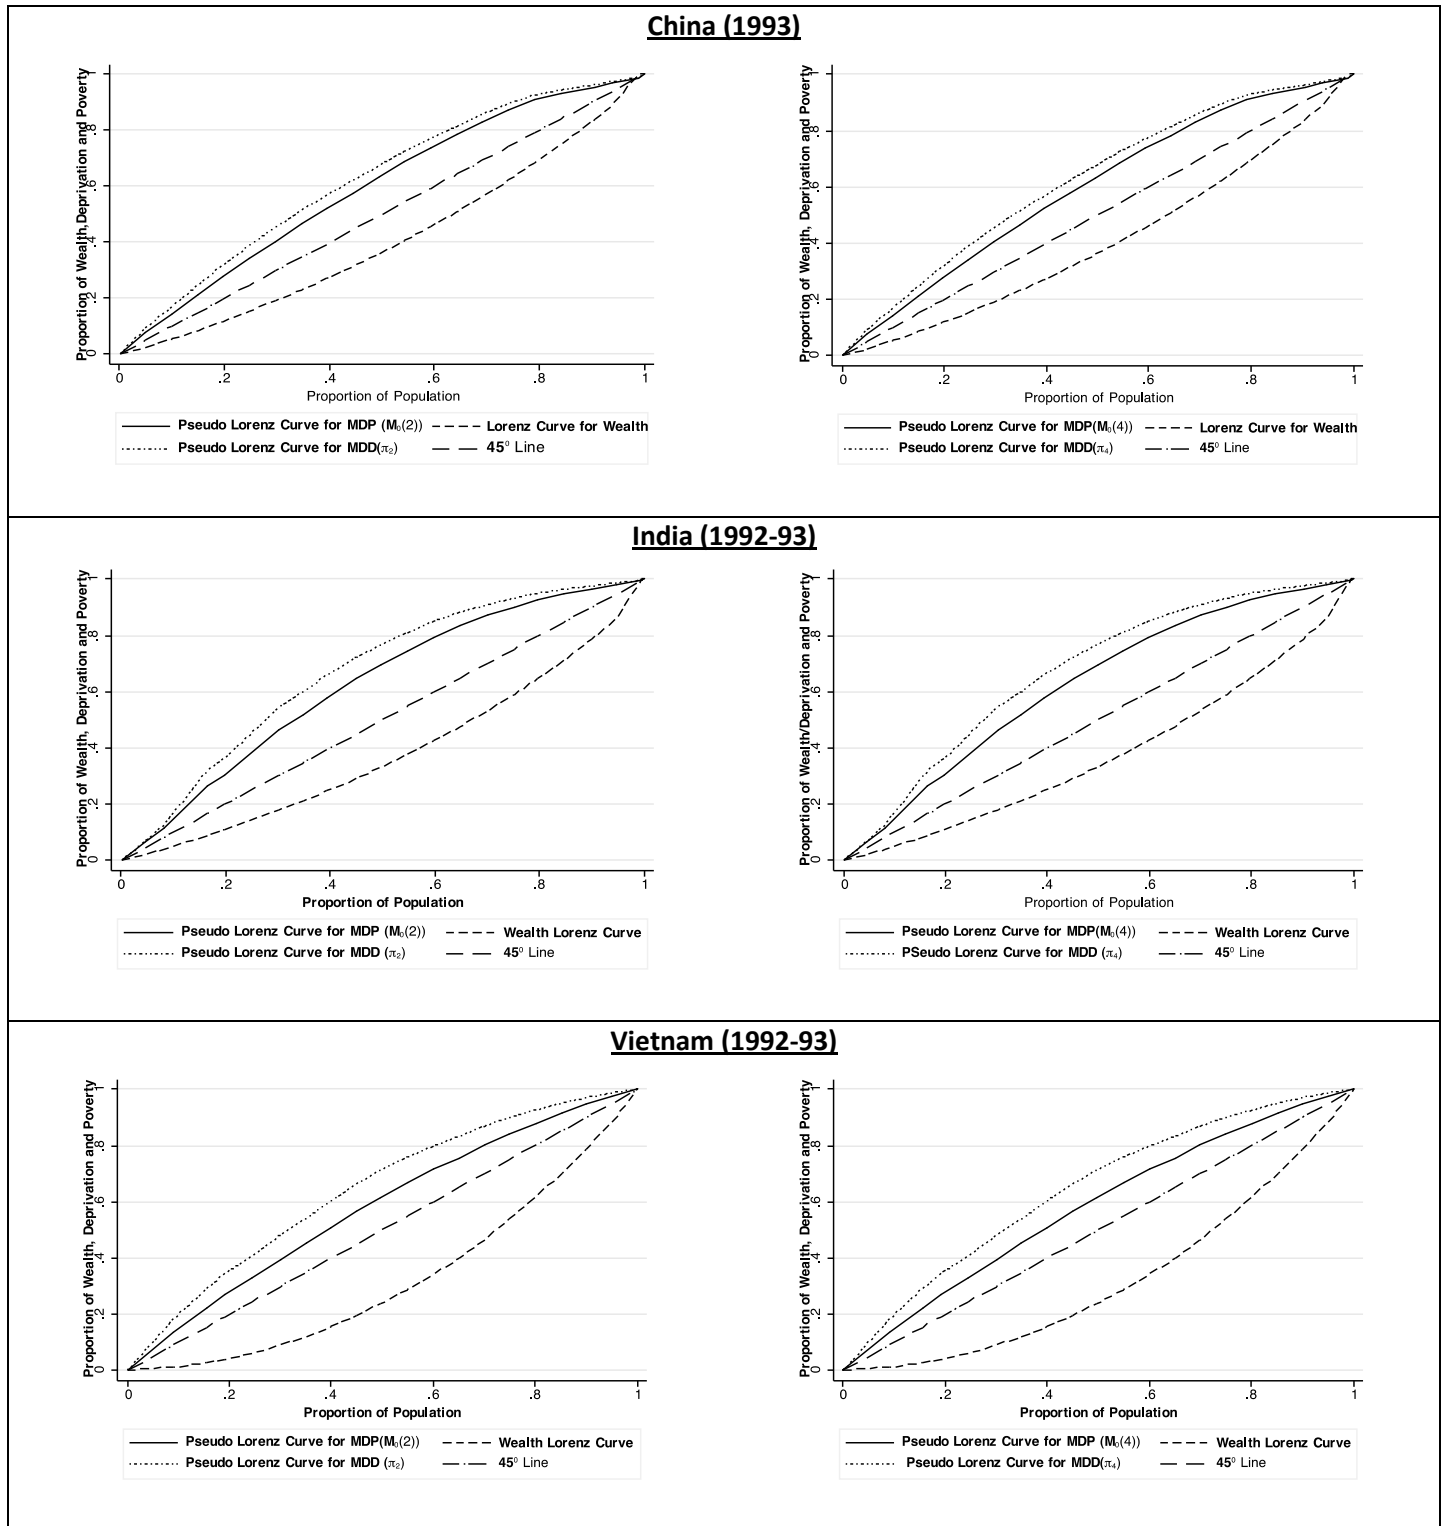 China (1993)
Proportion of Wealth,Deprivation and Poverty
0 .2 .4 .6 .8 1
0 .2 .4 .6 .8 1
Proportion of Population
Pseudo Lorenz Curve for MDP (M₀(2)) Lorenz Curve for Wealth
Pseudo Lorenz Curve for MDD(π₂) 45⁰ Line
Proportion of Wealth, Deprivation and Poverty
0 .2 .4 .6 .8 1
0 .2 .4 .6 .8 1
Proportion of Population
Pseudo Lorenz Curve for MDP(M₀(4)) Lorenz Curve for Wealth
Pseudo Lorenz Curve for MDD(π₄) 45⁰ Line
India (1992-93)
Proportion of Wealth, Deprivation and Poverty
0 .2 .4 .6 .8 1
0 .2 .4 .6 .8 1
Proportion of Population
Pseudo Lorenz Curve for MDP (M₀(2)) Wealth Lorenz Curve
Pseudo Lorenz Curve for MDD (π₂) 45⁰ Line
Proportion of Wealth/Deprivation and Poverty
0 .2 .4 .6 .8 1
0 .2 .4 .6 .8 1
Proportion of Population
Pseudo Lorenz Curve for MDP(M₀(4)) Wealth Lorenz Curve
PSeudo Lorenz Curve for MDD (π₄) 45⁰ Line
Vietnam (1992-93)
Proportion of Wealth, Deprivation and Poverty
0 .2 .4 .6 .8 1
0 .2 .4 .6 .8 1
Proportion of Population
Pseudo Lorenz Curve for MDP(M₀(2)) Wealth Lorenz Curve
Pseudo Lorenz Curve for MDD (π₂) 45⁰ Line
Proportion of Wealth, Deprivation and Poverty
0 .2 .4 .6 .8 1
0 .2 .4 .6 .8 1
Proportion of Population
Pseudo Lorenz Curve for MDP (M₀(4)) Wealth Lorenz Curve
Pseudo Lorenz Curve for MDD(π₄) 45⁰ Line